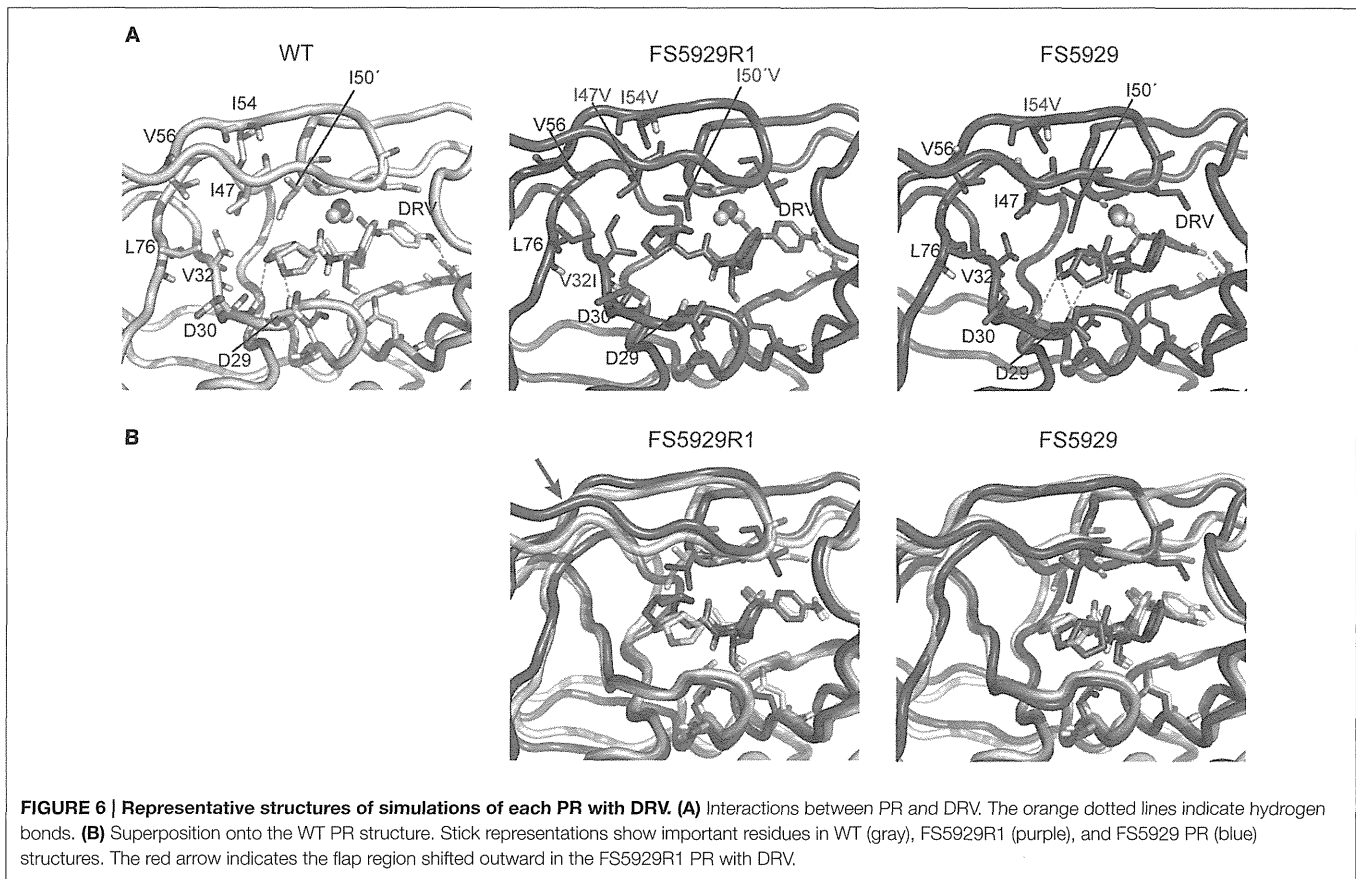 A
WT
FS5929R1
FS5929
I50´
I54
V56
I47
DRV
L76
V32
D30
D29
I50´V
I47V
I54V
V56
DRV
L76
V32I
D30
D29
I50´
I54V
V56
I47
DRV
L76
V32
D30
D29
B
FS5929R1
FS5929
FIGURE 6 | Representative structures of simulations of each PR with DRV. (A) Interactions between PR and DRV. The orange dotted lines indicate hydrogen
bonds. (B) Superposition onto the WT PR structure. Stick representations show important residues in WT (gray), FS5929R1 (purple), and FS5929 PR (blue)
structures. The red arrow indicates the flap region shifted outward in the FS5929R1 PR with DRV.